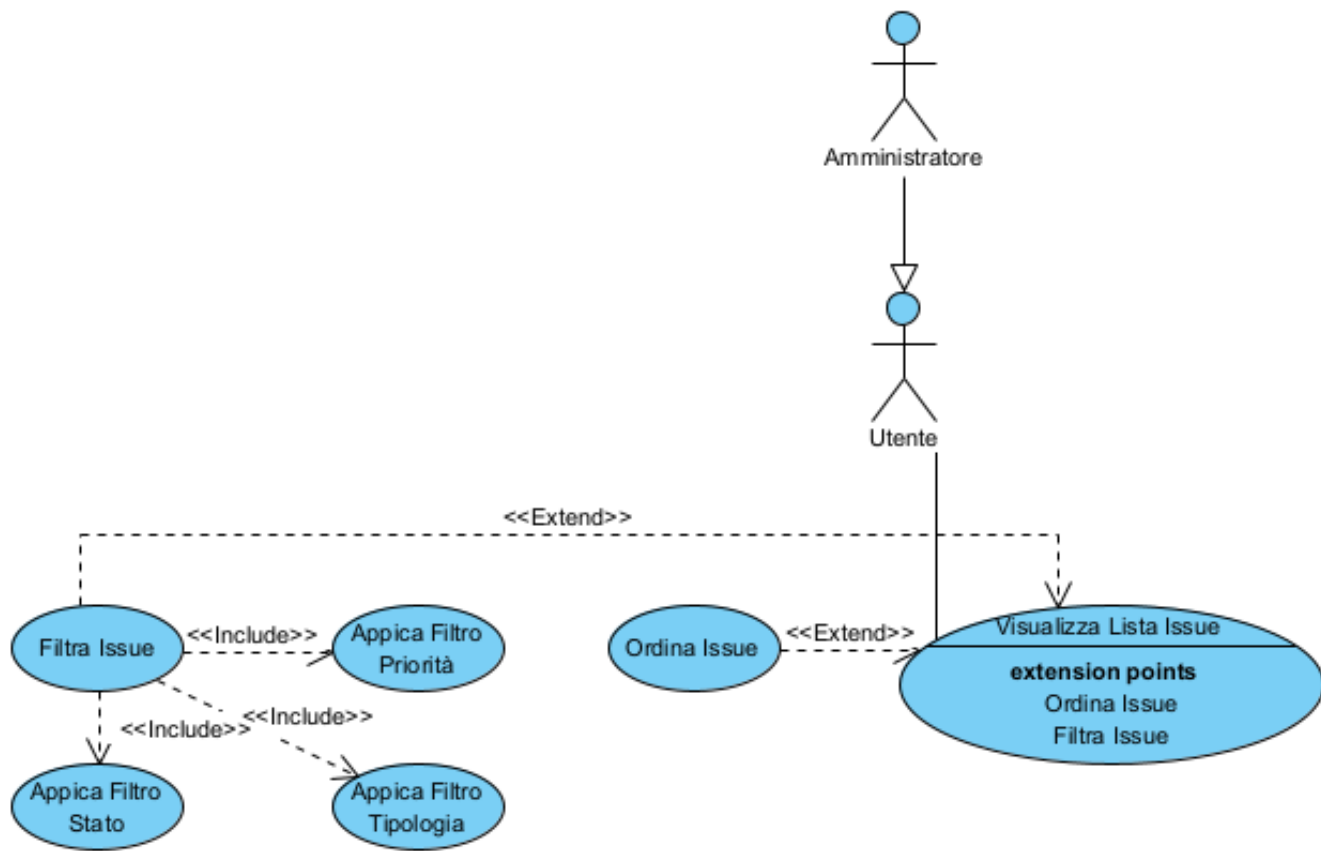 Amministratore
Utente
<<Extend>>
Filtra Issue
<<Include>>
Appica Filtro
Priorità
Ordina Issue
<<Extend>>
Visualizza Lista Issue
extension points
Ordina Issue
Filtra Issue
<<Include>>
<<Include>>
Appica Filtro
Stato
Appica Filtro
Tipologia